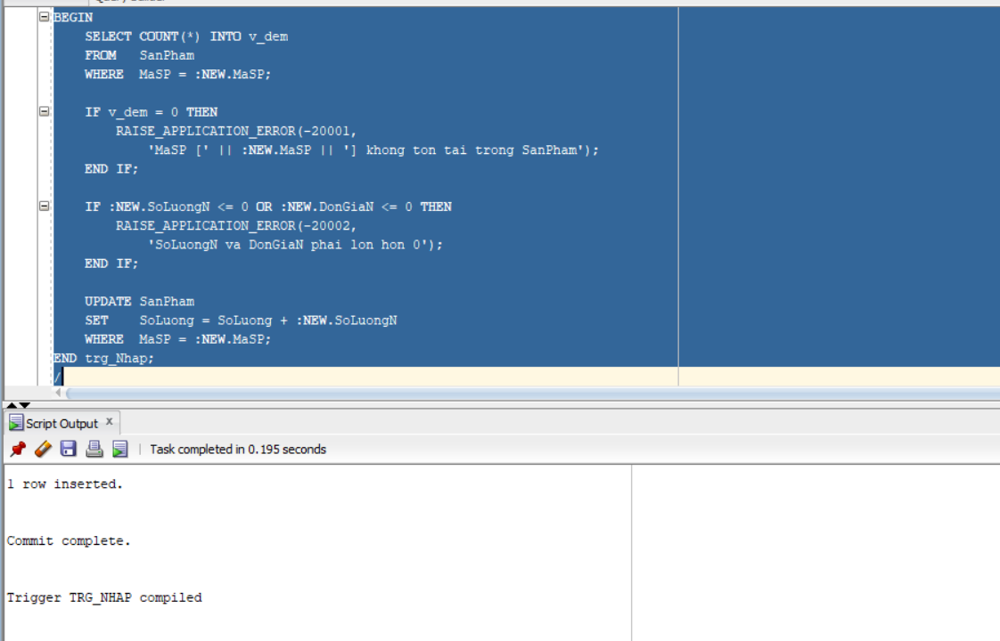 BEGIN
SELECT COUNT(*) INTO v_dem
FROM SanPham
WHERE MaSP = :NEW.MaSP;
IF v_dem = 0 THEN
RAISE_APPLICATION_ERROR(-20001,
'MaSP [' || :NEW.MaSP || '] khong ton tai trong SanPham');
END IF;
IF :NEW.SoLuongN <= 0 OR :NEW.DonGiaN <= 0 THEN
RAISE_APPLICATION_ERROR(-20002,
'SoLuongN va DonGiaN phai lon hon 0');
END IF;
UPDATE SanPham
SET SoLuong = SoLuong + :NEW.SoLuongN
WHERE MaSP = :NEW.MaSP;
END trg_Nhap;
/
Script Output x
Task completed in 0.195 seconds
1 row inserted.
Commit complete.
Trigger TRG_NHAP compiled